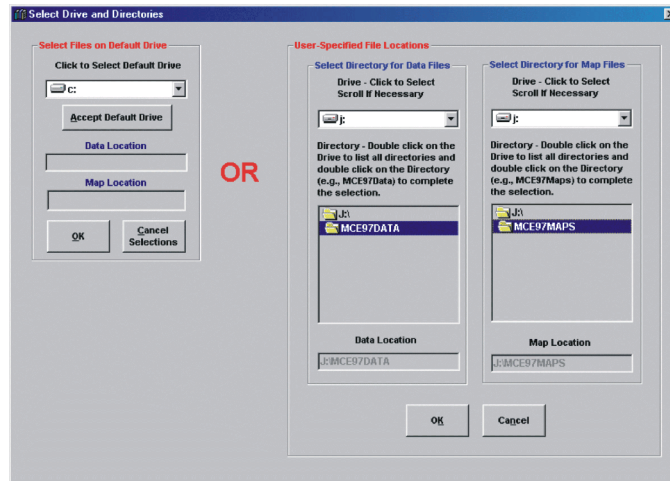 Select Drive and Directories
Select Files on Default Drive
Click to Select Default Drive
c:
Accept Default Drive
Data Location
Map Location
OK
Cancel
Selections
OR
User-Specified File Locations
Select Directory for Data Files
Drive - Click to Select
Scroll If Necessary
j:
Directory - Double click on the
Drive to list all directories and
double click on the Directory
(e.g., MCE97Data) to complete
the selection.
J:\
MCE97DATA
Data Location
J:\MCE97DATA
Select Directory for Map Files
Drive - Click to Select
Scroll If Necessary
j:
Directory - Double click on the
Drive to list all directories and
double click on the Directory
(e.g., MCE97Maps) to complete
the selection.
J:\
MCE97MAPS
Map Location
J:\MCE97MAPS
OK
Cancel